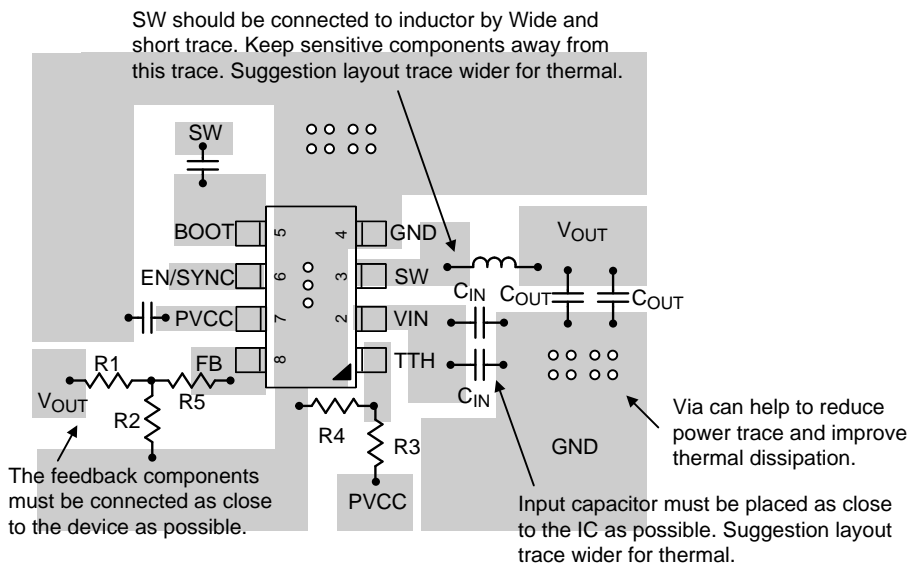 SW should be connected to inductor by Wide and
short trace. Keep sensitive components away from
this trace. Suggestion layout trace wider for thermal.
SW
BOOT
5
4
GND
VOUT
EN/SYNC
6
3
SW
CIN
COUT
COUT
PVCC
7
2
VIN
R1
FB
8
TTH
VOUT
R5
CIN
R2
R4
R3
GND
Via can help to reduce
power trace and improve
thermal dissipation.
The feedback components
must be connected as close
to the device as possible.
PVCC
Input capacitor must be placed as close
to the IC as possible. Suggestion layout
trace wider for thermal.